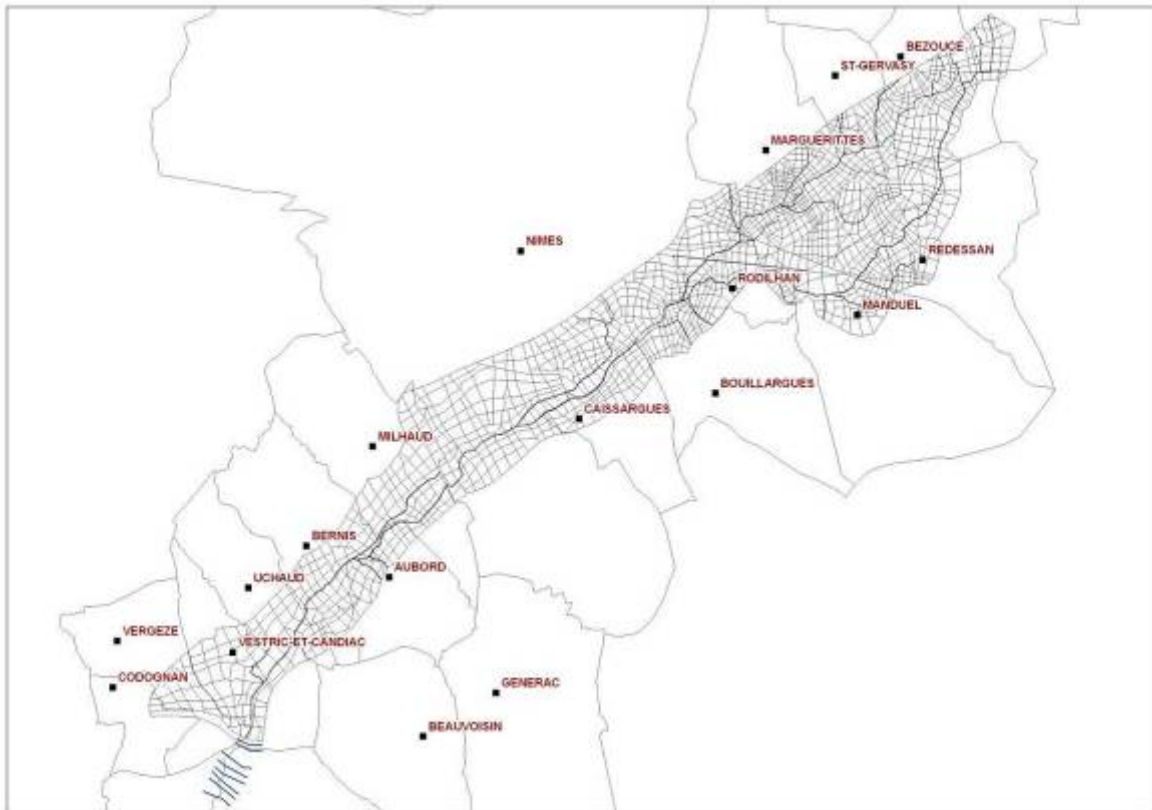 BEZOUCE
ST-GERVASY
MARGUERITTES
NIMES
REDESSAN
RODILHAN
MANDUEL
BOUILLARGUES
CAISSARGUES
MILHAUD
BERNIS
AUBORD
UCHAUD
VERGEZE
VESTRIC-ET-CANDIAC
CODOGNAN
GENERAC
BEAUVOISIN